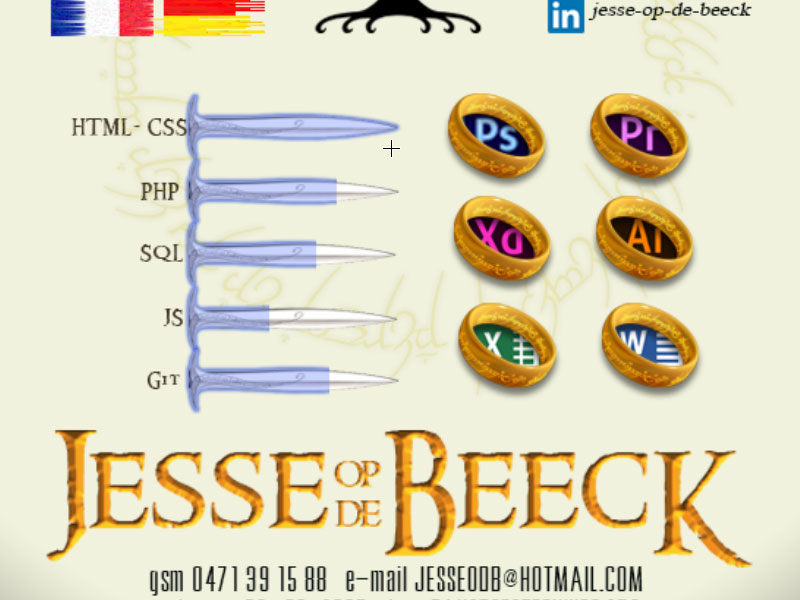 in jesse-op-de-beeck
HTML- CSS
Ps Pr
PHP
Xd Ai
SQL
JS
X W
GIT
JESSE OP DE BEECK
gsm 0471 39 15 88 e-mail JESSEODB@HOTMAIL.COM